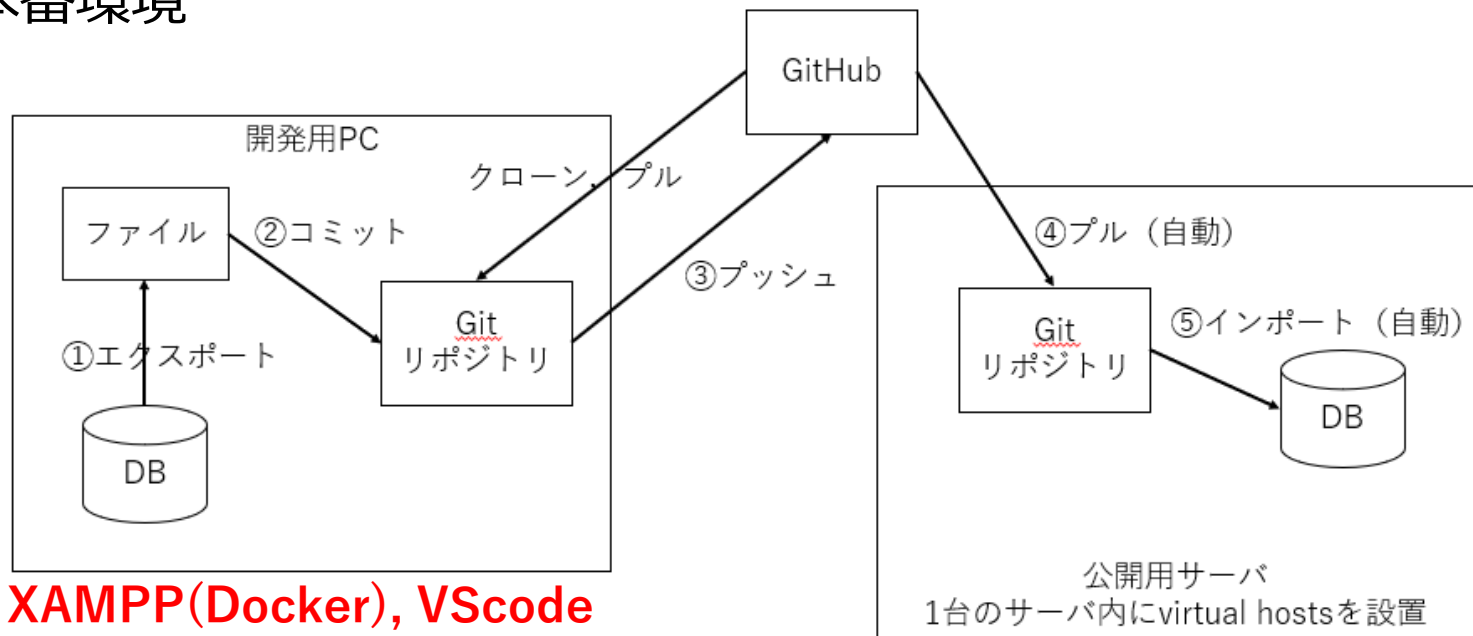 本番環境
GitHub
開発用PC
クローン，プル
ファイル
②コミット
④プル（自動）
③プッシュ
Git
リポジトリ
Git
リポジトリ
⑤インポート（自動）
①エクスポート
DB
DB
公開用サーバ
1台のサーバ内にvirtual hostsを設置
XAMPP(Docker), VScode